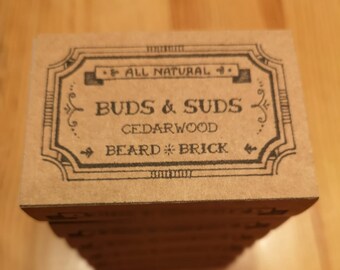 ALL NATURAL
BUDS & SUDS
CEDARWOOD
BEARD BRICK